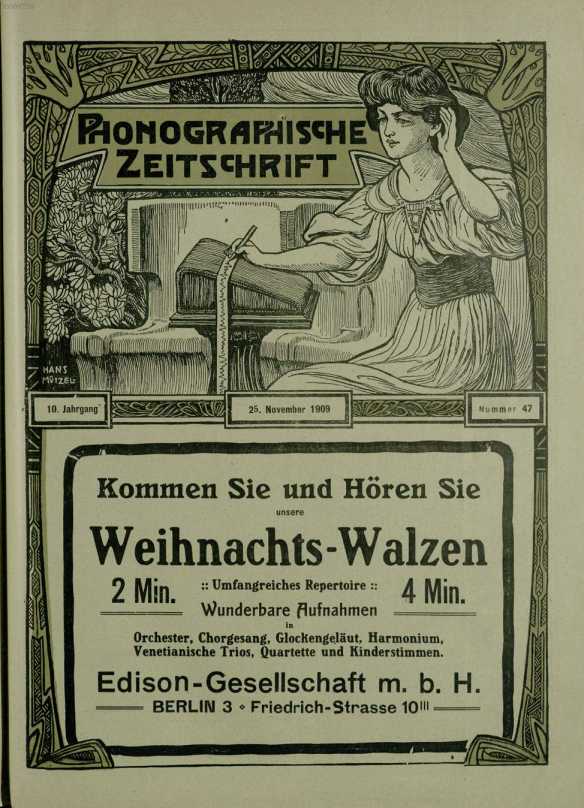 PHONOGRAPHISCHE
ZEITSCHRIFT
HANS
MÜTZEL
10. Jahrgang
25. November 1909
Nummer 47
Kommen Sie und Hören Sie
unsere
Weihnachts-Walzen
2 Min.
:: Umfangreiches Repertoire ::
4 Min.
Wunderbare Aufnahmen
in
Orchester, Chorgesang, Glockengeläut, Harmonium,
Venetianische Trios, Quartette und Kinderstimmen.
Edison-Gesellschaft m. b. H.
BERLIN 3 ⋄ Friedrich-Strasse 10III